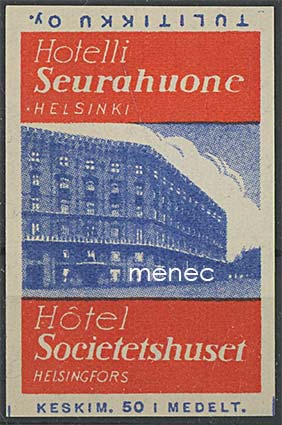 TULITIKKU OY.
Hotelli
Seurahuone
·HELSINKI
menec
Hôtel
Societetshuset
HELSINGFORS
KESKIM. 50 I MEDELT.